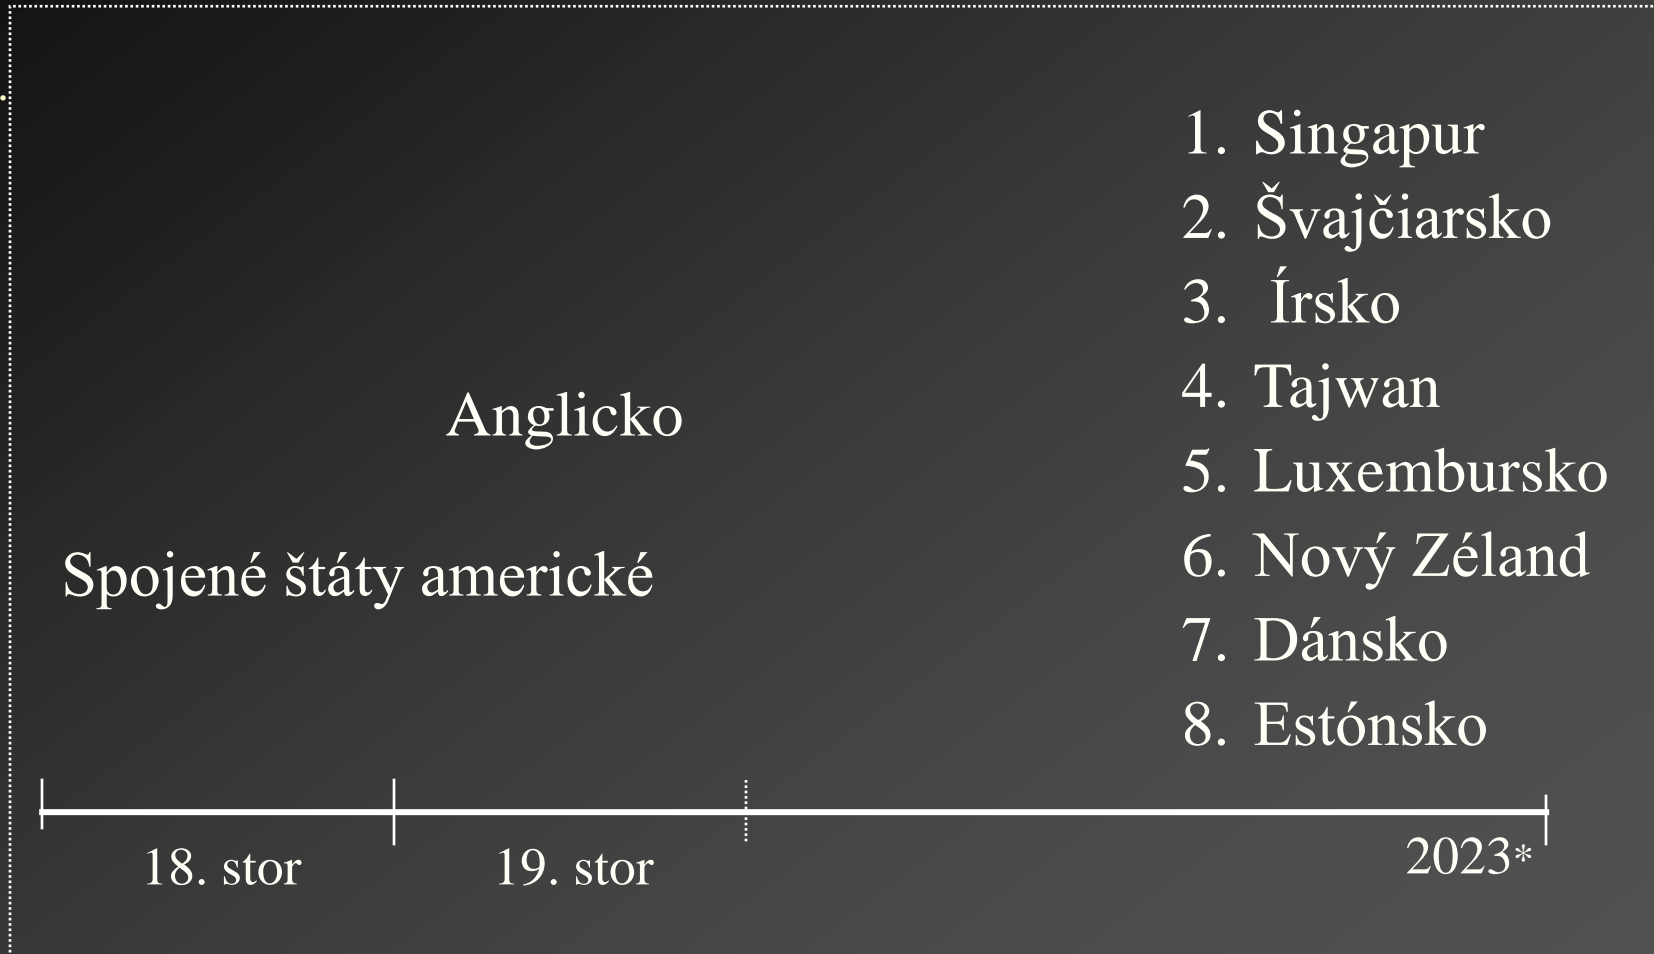 1. Singapur
2. Švajčiarsko
3. Írsko
4. Tajwan
5. Luxembursko
6. Nový Zéland
7. Dánsko
8. Estónsko
Anglicko
Spojené štáty americké
18. stor
19. stor
2023*